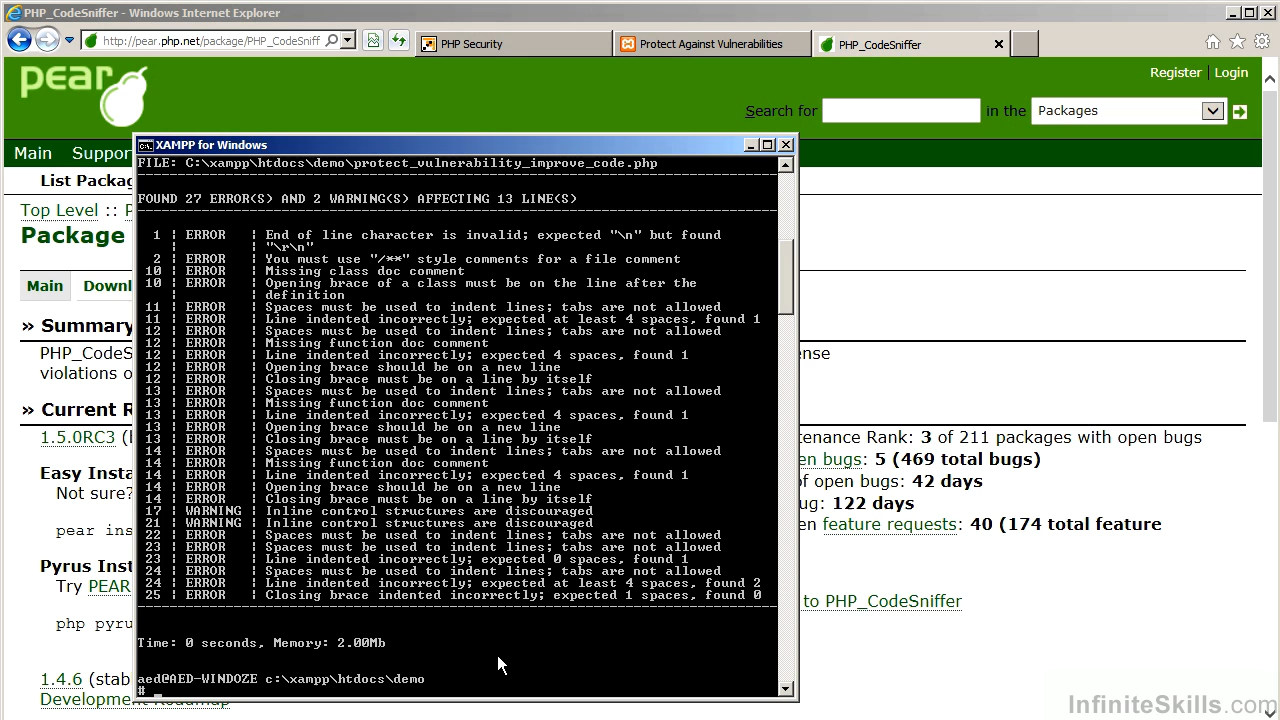 PHP_CodeSniffer - Windows Internet Explorer
http://pear.php.net/package/PHP_CodeSniff
PHP Security
Protect Against Vulnerabilities
PHP_CodeSniffer
pear
Register | Login
Search for
in the
Packages
Main
Suppor
List Packag
Top Level :: P
Package
Main
Downl
» Summary
PHP_CodeS
ense
violations o
» Current R
1.5.0RC3 (b
tenance Rank: 3 of 211 packages with open bugs
en bugs: 5 (469 total bugs)
Easy Insta
of open bugs: 42 days
Not sure?
ug: 122 days
pear ins
en feature requests: 40 (174 total feature
Pyrus Inst
Try PEAR
to PHP_CodeSniffer
php pyru
1.4.6 (stab
Development Roadmap
XAMPP for Windows
FILE: C:\xampp\htdocs\demo\protect_vulnerability_improve_code.php
--------------------------------------------------------------------------------
FOUND 27 ERROR(S) AND 2 WARNING(S) AFFECTING 13 LINE(S)
--------------------------------------------------------------------------------
1 | ERROR | End of line character is invalid; expected "\n" but found
| | "\r\n"
2 | ERROR | You must use "/**" style comments for a file comment
10 | ERROR | Missing class doc comment
10 | ERROR | Opening brace of a class must be on the line after the
| | definition
11 | ERROR | Spaces must be used to indent lines; tabs are not allowed
11 | ERROR | Line indented incorrectly; expected at least 4 spaces, found 1
12 | ERROR | Spaces must be used to indent lines; tabs are not allowed
12 | ERROR | Missing function doc comment
12 | ERROR | Line indented incorrectly; expected 4 spaces, found 1
12 | ERROR | Opening brace should be on a new line
12 | ERROR | Closing brace must be on a line by itself
13 | ERROR | Spaces must be used to indent lines; tabs are not allowed
13 | ERROR | Missing function doc comment
13 | ERROR | Line indented incorrectly; expected 4 spaces, found 1
13 | ERROR | Opening brace should be on a new line
13 | ERROR | Closing brace must be on a line by itself
14 | ERROR | Spaces must be used to indent lines; tabs are not allowed
14 | ERROR | Missing function doc comment
14 | ERROR | Line indented incorrectly; expected 4 spaces, found 1
14 | ERROR | Opening brace should be on a new line
14 | ERROR | Closing brace must be on a line by itself
17 | WARNING | Inline control structures are discouraged
21 | WARNING | Inline control structures are discouraged
22 | ERROR | Spaces must be used to indent lines; tabs are not allowed
23 | ERROR | Spaces must be used to indent lines; tabs are not allowed
23 | ERROR | Line indented incorrectly; expected 0 spaces, found 1
24 | ERROR | Spaces must be used to indent lines; tabs are not allowed
24 | ERROR | Line indented incorrectly; expected at least 4 spaces, found 2
25 | ERROR | Closing brace indented incorrectly; expected 1 spaces, found 0
--------------------------------------------------------------------------------
Time: 0 seconds, Memory: 2.00Mb
aed@AED-WINDOZE c:\xampp\htdocs\demo
#
InfiniteSkills.com